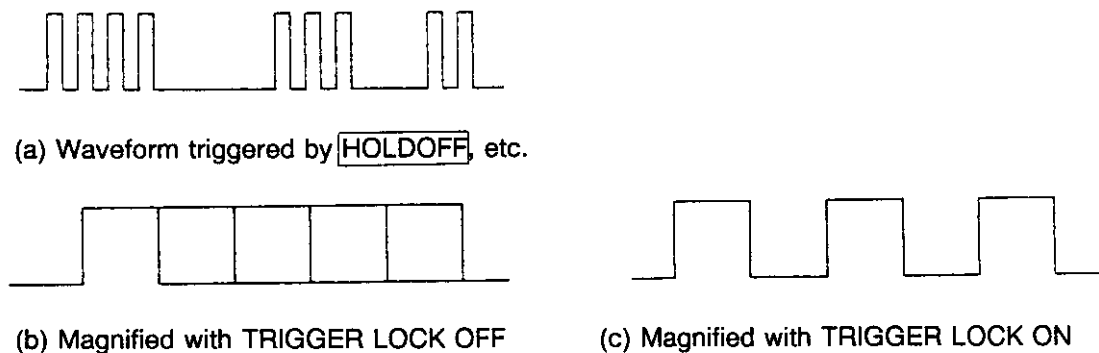 (a) Waveform triggered by HOLDOFF, etc.
(b) Magnified with TRIGGER LOCK OFF
(c) Magnified with TRIGGER LOCK ON